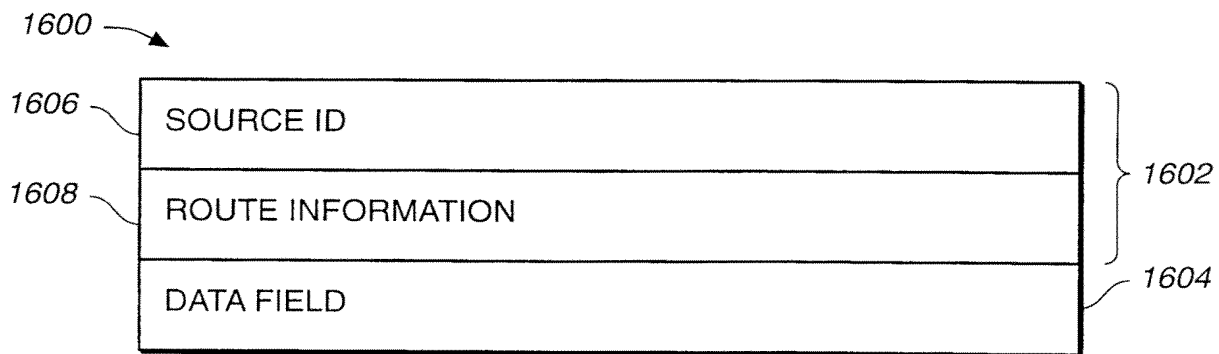 1600
1606
SOURCE ID
1602
1608
ROUTE INFORMATION
1604
DATA FIELD